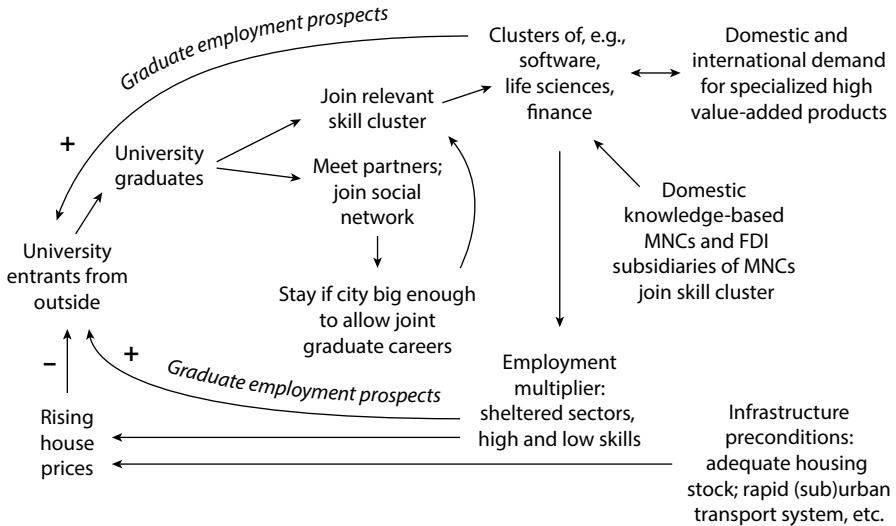 Graduate employment prospects
Clusters of, e.g.,
software,
life sciences,
finance
Domestic and
international demand
for specialized high
value-added products
Join relevant
skill cluster
+
University
graduates
Meet partners;
join social
network
Domestic
knowledge-based
MNCs and FDI
subsidiaries of MNCs
join skill cluster
University
entrants from
outside
Stay if city big enough
to allow joint
graduate careers
–
+
Graduate employment prospects
Employment
multiplier:
sheltered sectors,
high and low skills
Rising
house
prices
Infrastructure
preconditions:
adequate housing
stock; rapid (sub)urban
transport system, etc.